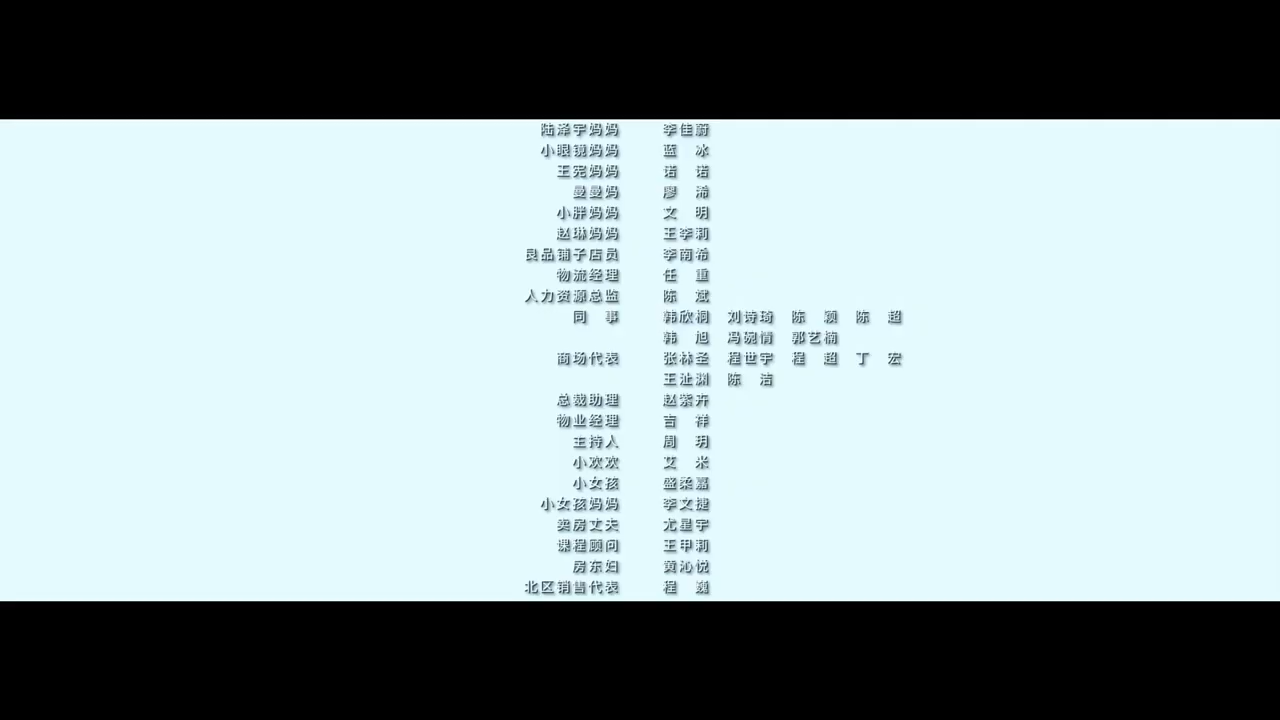 陆泽宇妈妈 李佳蔚
小眼镜妈妈 蓝 冰
王宪妈妈 诺 诺
曼曼妈 廖 浠
小胖妈妈 文 明
赵琳妈妈 王李莉
良品铺子店员 李南希
物流经理 任 重
人力资源总监 陈 斌
同 事 韩欣桐 刘诗琦 陈 颖 陈 超
韩 旭 冯碗情 郭艺楠
商场代表 张林圣 程世宇 程 超 丁 宏
王沚渊 陈 洁
总裁助理 赵紫卉
物业经理 吉 祥
主持人 周 玥
小欢欢 艾 米
小女孩 盛柔嘉
小女孩妈妈 李文捷
卖房丈夫 尤星宇
课程顾问 王甲莉
房东妇 黄沁悦
北区销售代表 程 巍